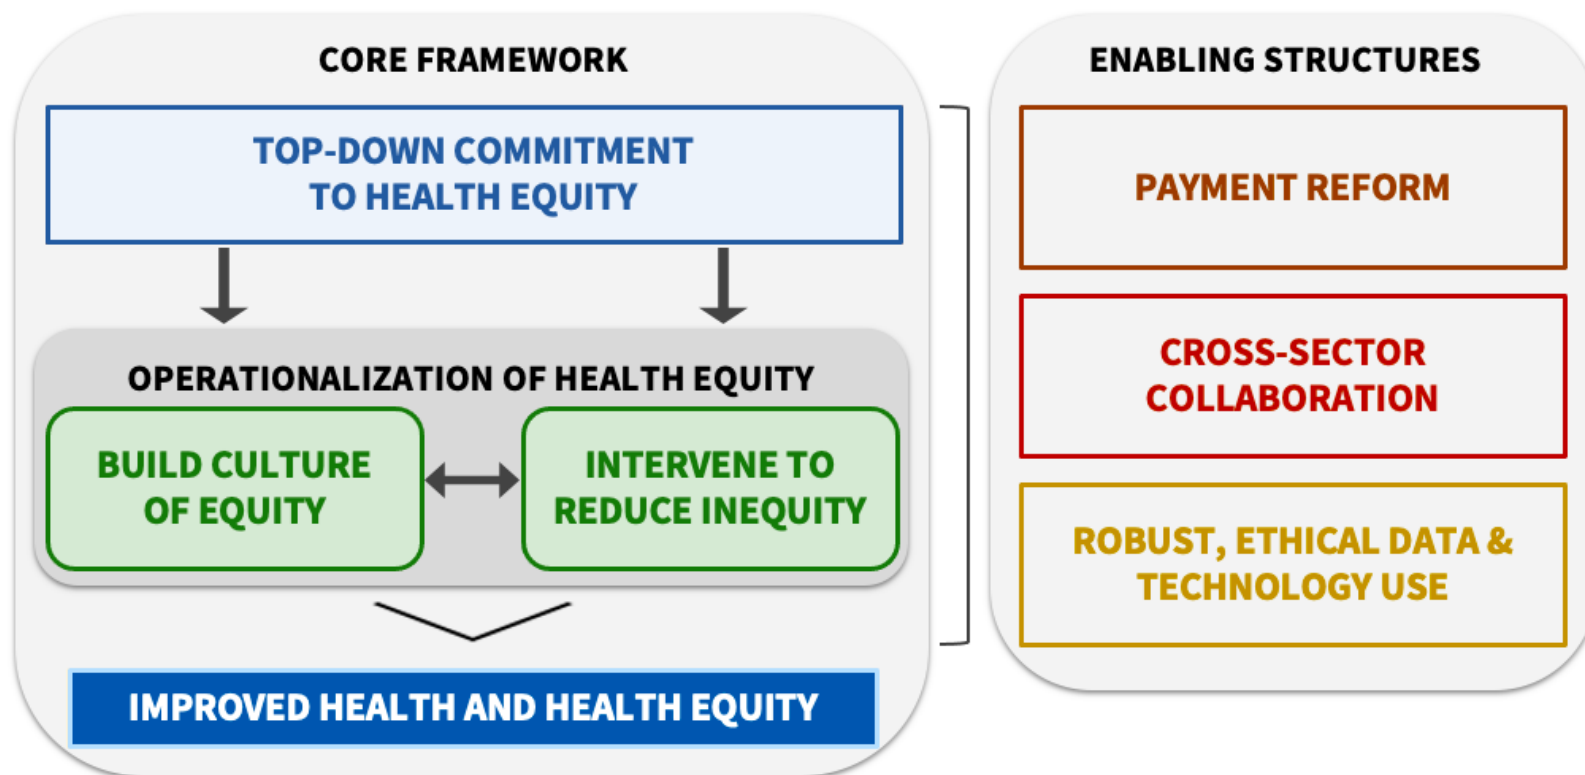 CORE FRAMEWORK
TOP-DOWN COMMITMENT
TO HEALTH EQUITY
OPERATIONALIZATION OF HEALTH EQUITY
BUILD CULTURE
OF EQUITY
INTERVENE TO
REDUCE INEQUITY
IMPROVED HEALTH AND HEALTH EQUITY
ENABLING STRUCTURES
PAYMENT REFORM
CROSS-SECTOR
COLLABORATION
ROBUST, ETHICAL DATA &
TECHNOLOGY USE